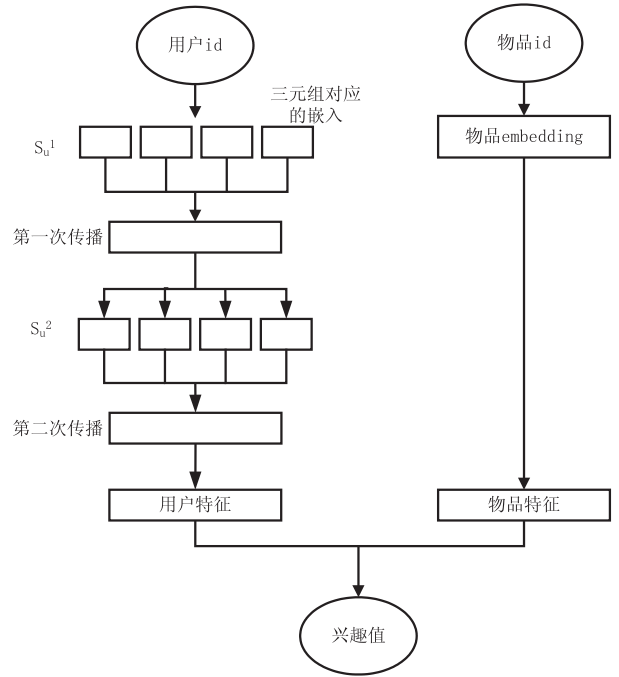 用户id
物品id
三元组对应
的嵌入
物品embedding
Su¹
第一次传播
Su²
第二次传播
用户特征
物品特征
兴趣值